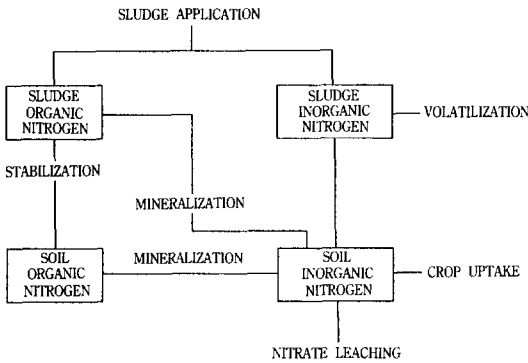 SLUDGE APPLICATION
SLUDGE
ORGANIC
NITROGEN
SLUDGE
INORGANIC
NITROGEN
VOLATILIZATION
STABILIZATION
MINERALIZATION
SOIL
ORGANIC
NITROGEN
MINERALIZATION
SOIL
INORGANIC
NITROGEN
CROP UPTAKE
NITRATE LEACHING